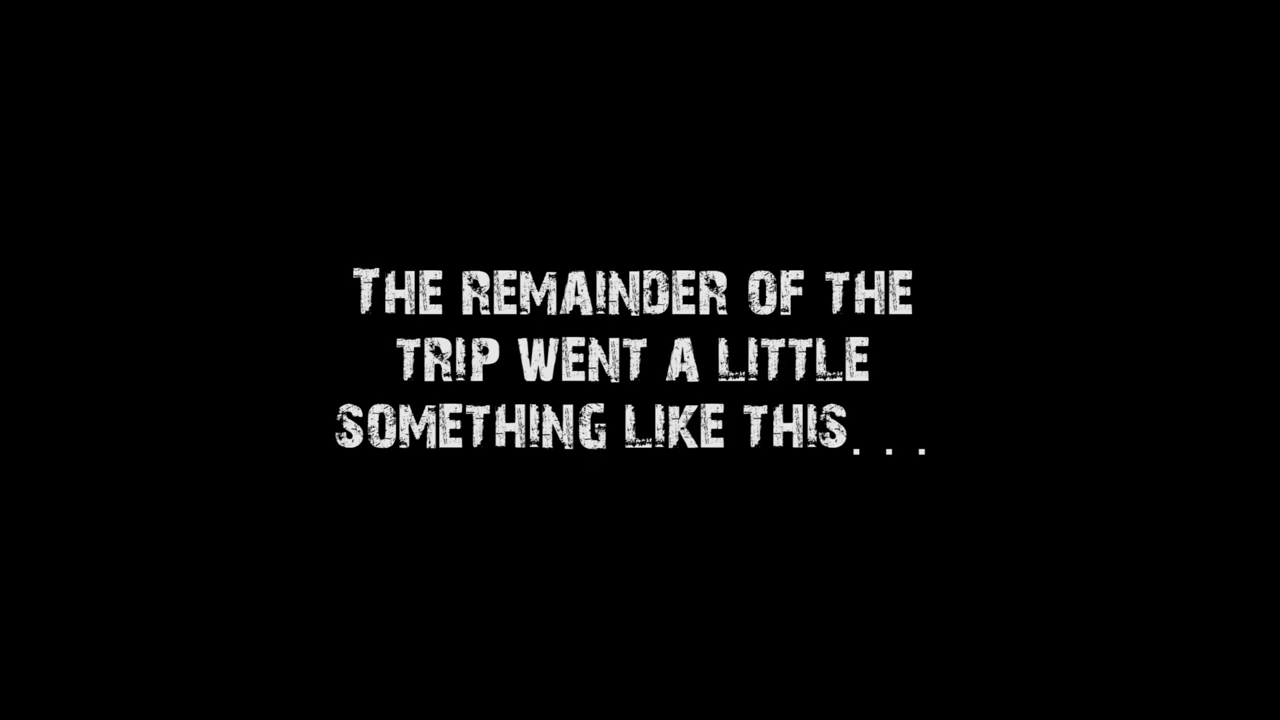 The remainder of the
trip went a little
something like this. . .